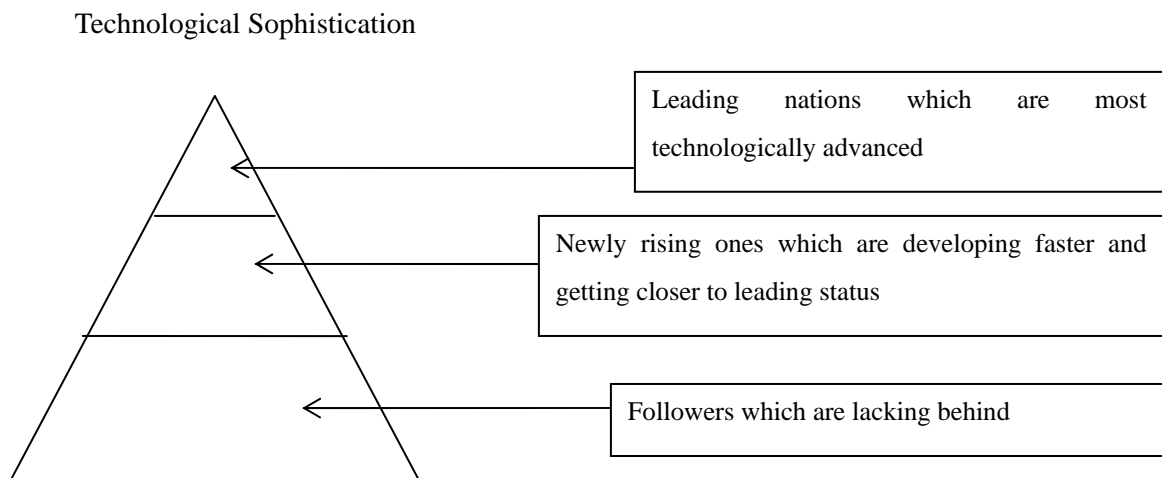 Technological Sophistication
Leading nations which are most
technologically advanced
Newly rising ones which are developing faster and
getting closer to leading status
Followers which are lacking behind